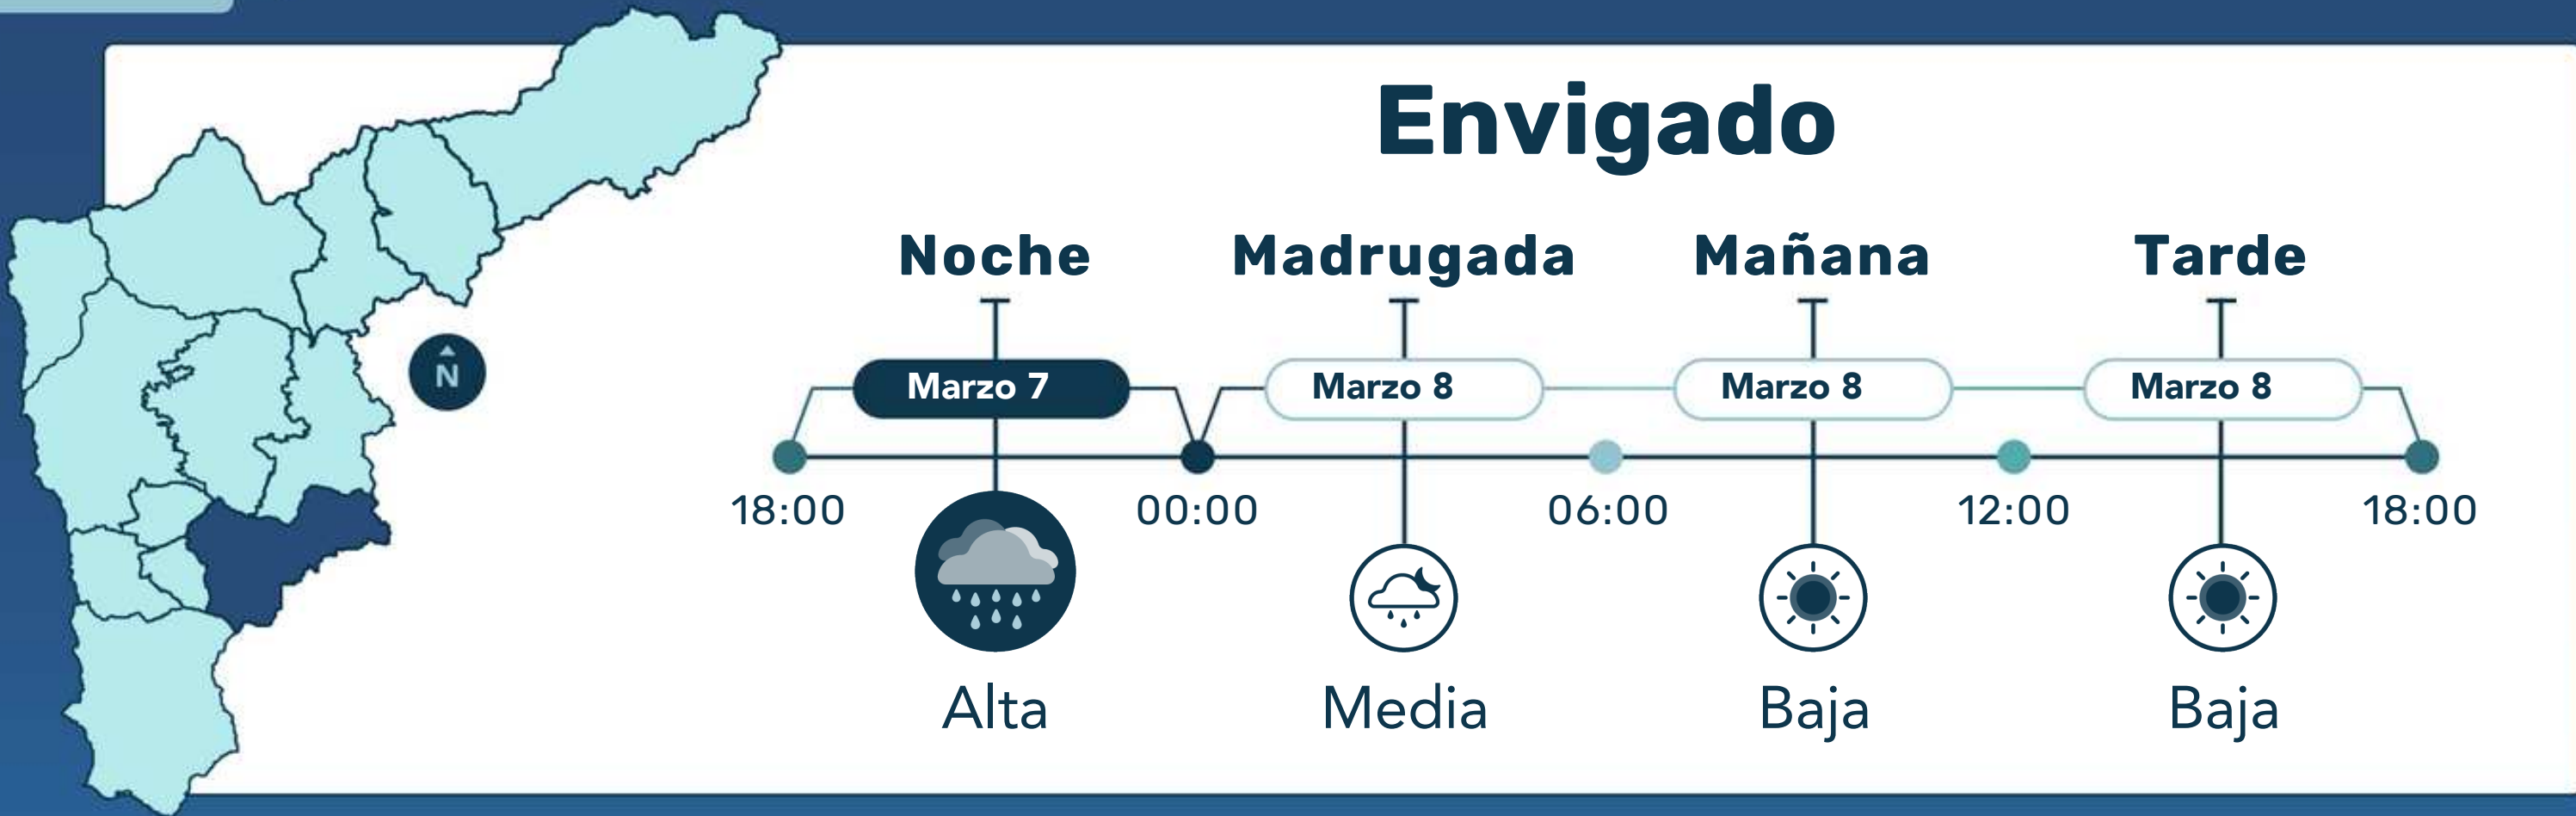 Envigado
Noche Madrugada Mañana Tarde
N
Marzo 7 Marzo 8 Marzo 8 Marzo 8
18:00 00:00 06:00 12:00 18:00
Alta Media Baja Baja